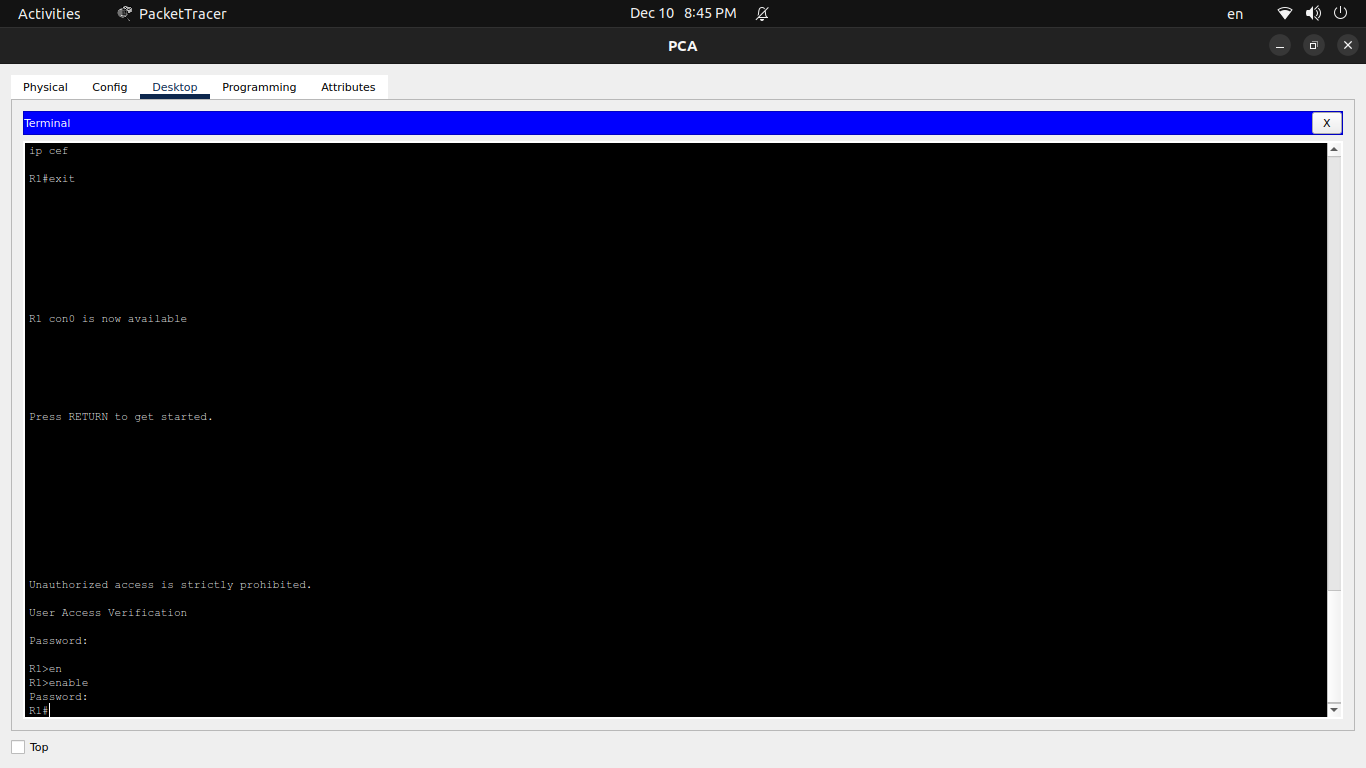 Activities PacketTracer Dec 10 8:45 PM en
PCA
Physical Config Desktop Programming Attributes
Terminal X
ip cef
R1#exit
R1 con0 is now available
Press RETURN to get started.
Unauthorized access is strictly prohibited.
User Access Verification
Password:
R1>en
R1>enable
Password:
R1#
Top